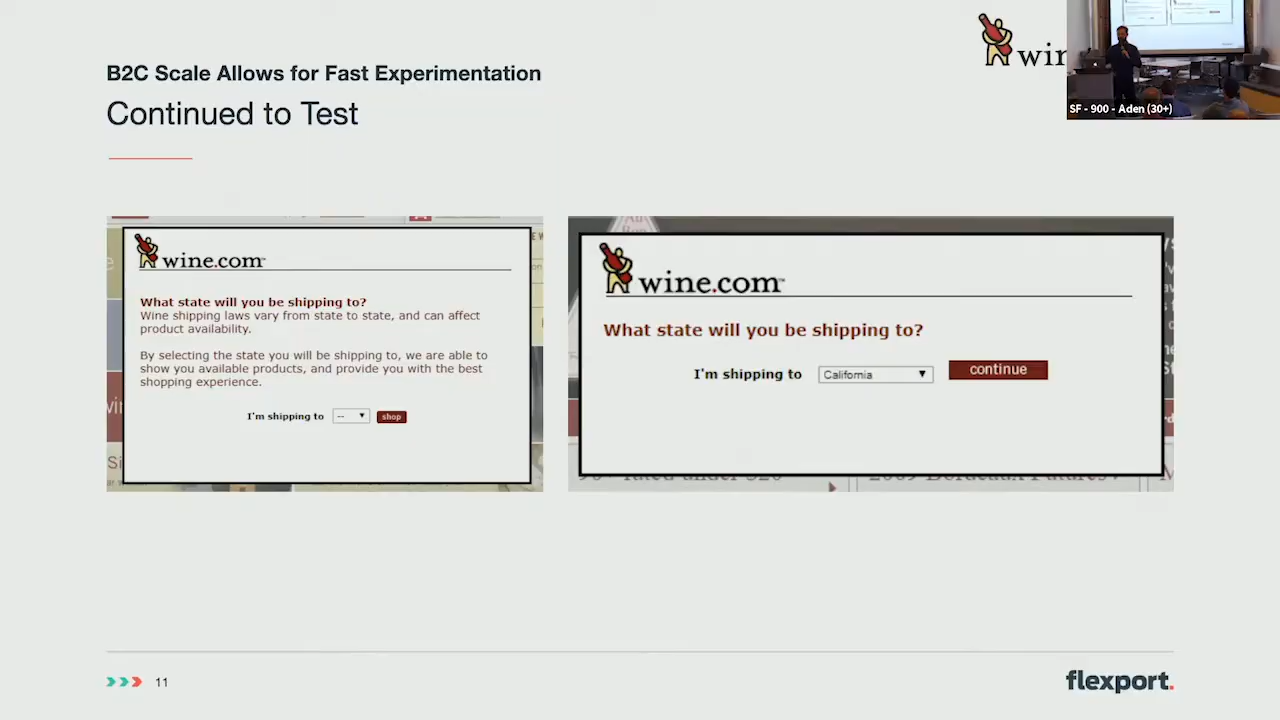 B2C Scale Allows for Fast Experimentation
Continued to Test
SF - 900 - Aden (30+)
wine.com
What state will you be shipping to?
Wine shipping laws vary from state to state, and can affect
product availability.
By selecting the state you will be shipping to, we are able to
show you available products, and provide you with the best
shopping experience.
I'm shipping to -- shop
wine.com™
What state will you be shipping to?
I'm shipping to California continue
11
flexport.